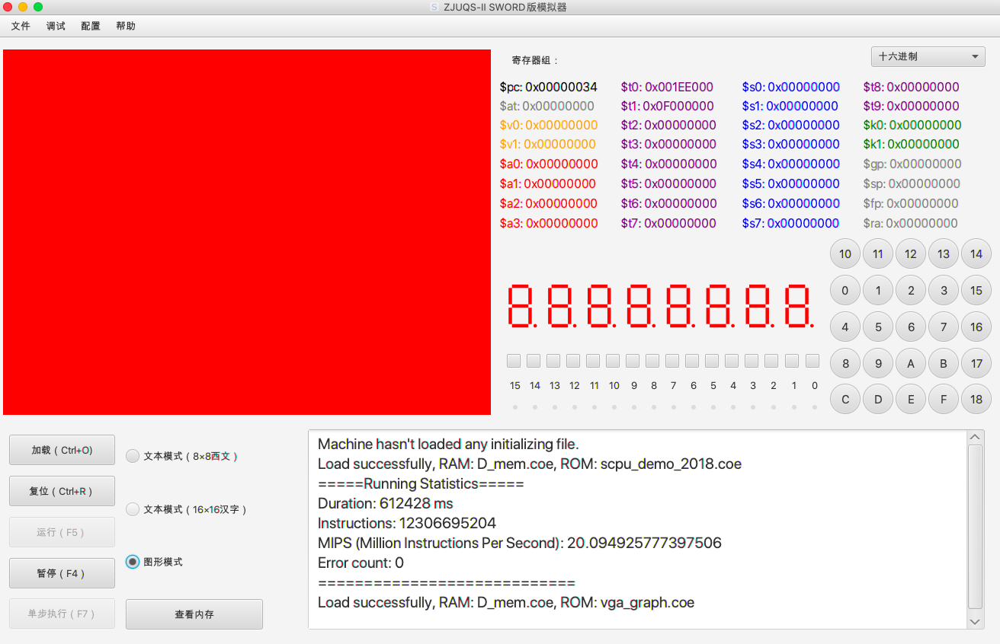 S ZJUQS-II SWORD版模拟器
文件 调试 配置 帮助
寄存器组：
十六进制
$pc: 0x00000034 $t0: 0x001EE000 $s0: 0x00000000 $t8: 0x00000000
$at: 0x00000000 $t1: 0x0F000000 $s1: 0x00000000 $t9: 0x00000000
$v0: 0x00000000 $t2: 0x00000000 $s2: 0x00000000 $k0: 0x00000000
$v1: 0x00000000 $t3: 0x00000000 $s3: 0x00000000 $k1: 0x00000000
$a0: 0x00000000 $t4: 0x00000000 $s4: 0x00000000 $gp: 0x00000000
$a1: 0x00000000 $t5: 0x00000000 $s5: 0x00000000 $sp: 0x00000000
$a2: 0x00000000 $t6: 0x00000000 $s6: 0x00000000 $fp: 0x00000000
$a3: 0x00000000 $t7: 0x00000000 $s7: 0x00000000 $ra: 0x00000000
8.8.8.8.8.8.8.8.
15 14 13 12 11 10 9 8 7 6 5 4 3 2 1 0
10 11 12 13 14
0 1 2 3 15
4 5 6 7 16
8 9 A B 17
C D E F 18
加载（Ctrl+O)
复位（Ctrl+R）
运行（F5）
暂停（F4）
单步执行（F7）
文本模式（8×8西文）
文本模式（16×16汉字）
图形模式
查看内存
Machine hasn't loaded any initializing file.
Load successfully, RAM: D_mem.coe, ROM: scpu_demo_2018.coe
=====Running Statistics=====
Duration: 612428 ms
Instructions: 12306695204
MIPS (Million Instructions Per Second): 20.094925777397506
Error count: 0
============================
Load successfully, RAM: D_mem.coe, ROM: vga_graph.coe